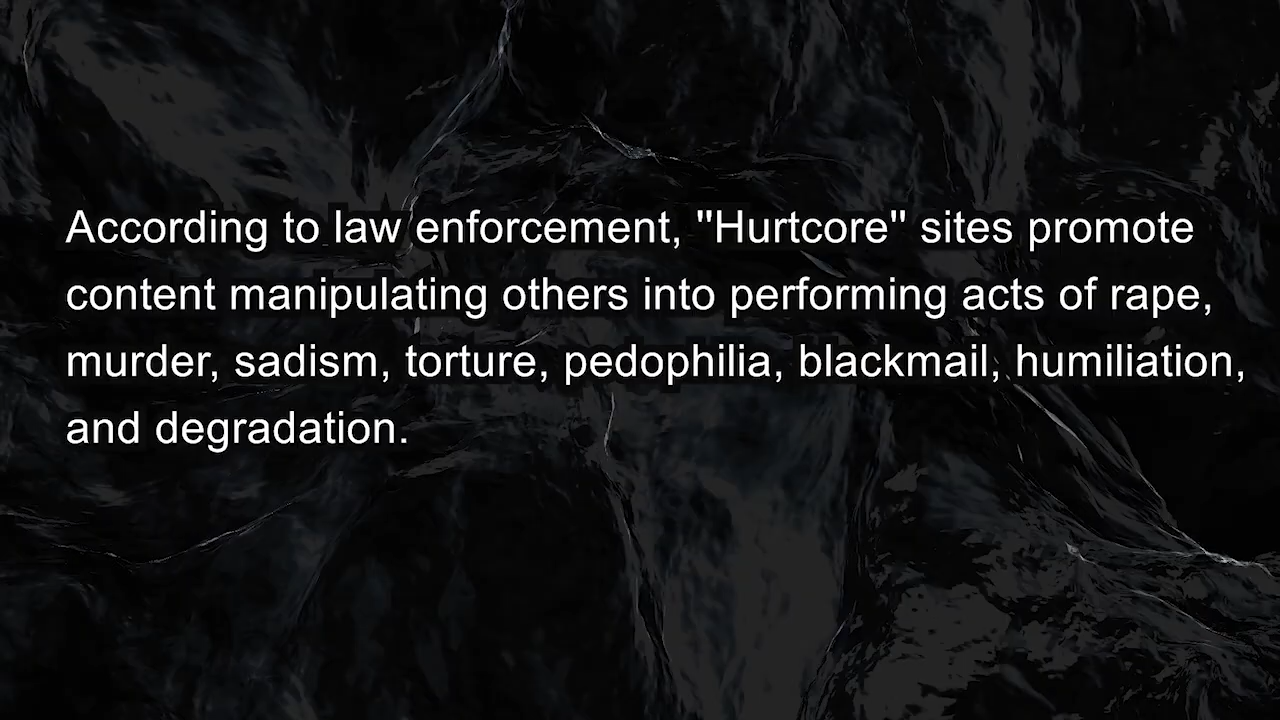 According to law enforcement, "Hurtcore" sites promote
content manipulating others into performing acts of rape,
murder, sadism, torture, pedophilia, blackmail, humiliation,
and degradation.